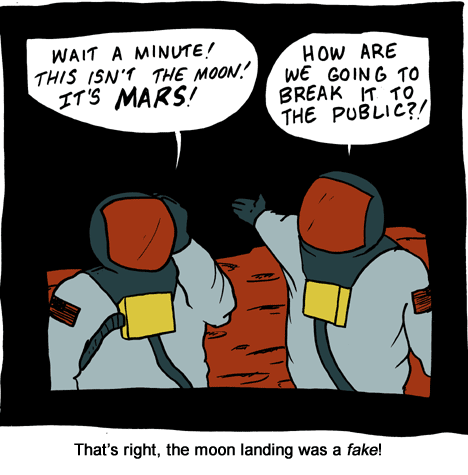 WAIT A MINUTE!
THIS ISN'T THE MOON!
IT'S MARS!
HOW ARE
WE GOING TO
BREAK IT TO
THE PUBLIC?!
That's right, the moon landing was a fake!